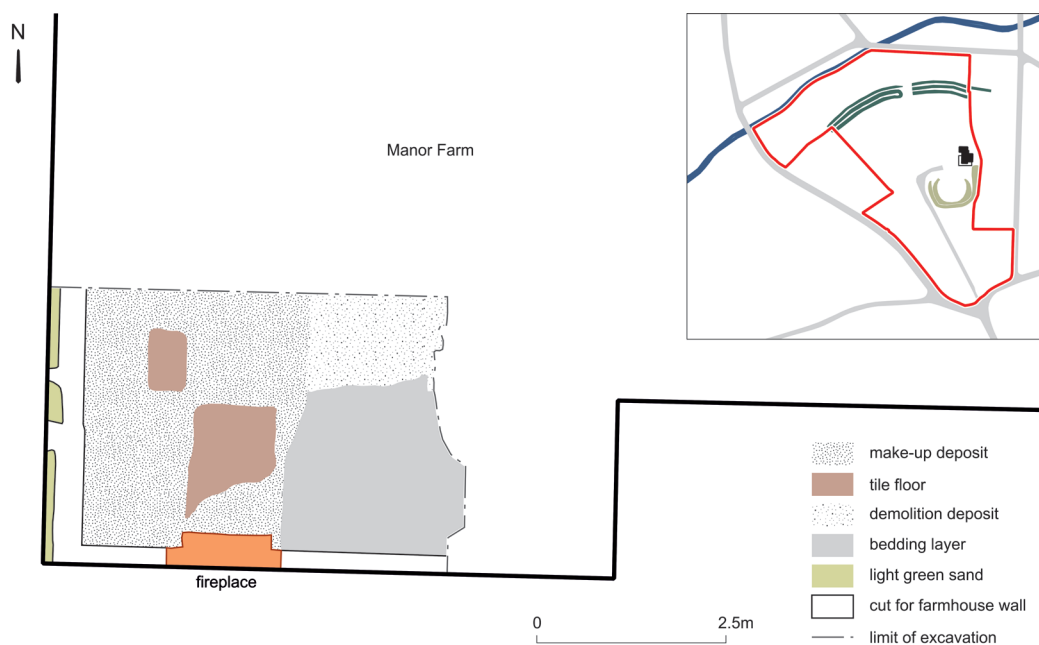 N
Manor Farm
fireplace
make-up deposit
tile floor
demolition deposit
bedding layer
light green sand
cut for farmhouse wall
limit of excavation
0 2.5m